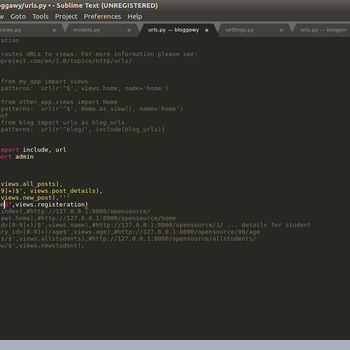 ggawy/urls.py • - Sublime Text (UNREGISTERED)
Goto Tools Project Preferences Help
views.py models.py urls.py — bloggawy settings.py urls.py — blogger
ration
routes URLs to views. For more information please see:
project.com/en/1.8/topics/http/urls/
from my_app import views
patterns: url(r'^$', views.home, name='home')
from other_app.views import Home
patterns: url(r'^$', Home.as_view(), name='home')
nf
from blog import urls as blog_urls
patterns: url(r'^blog/', include(blog_urls))
mport include, url
ort admin
views.all_posts),
9]+)$', views.post_details),
views.new_post),'''
',views.registeration)
index),#http://127.0.0.1:8000/opensource/
ews.home),#http://127.0.0.1:8000/opensource/home
d>[0-9]+)/$',views.name),#http://127.0.0.1:8000/opensource/1/ ... details for student
ry_id>[0-9]+)/age$',views.age),#http://127.0.0.1:8000/opensource/99/age
s/$',views.allstudents),#http://127.0.0.1:8000/opensource/allstudents/
w/$',views.newstudent),